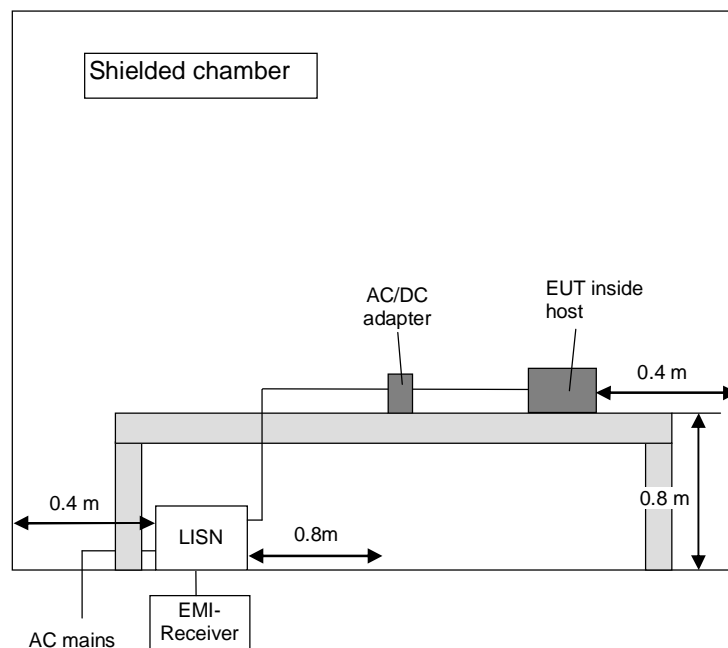 Shielded chamber
AC/DC
adapter
EUT inside
host
0.4 m
0.4 m
0.8 m
LISN
0.8m
EMI-
Receiver
AC mains